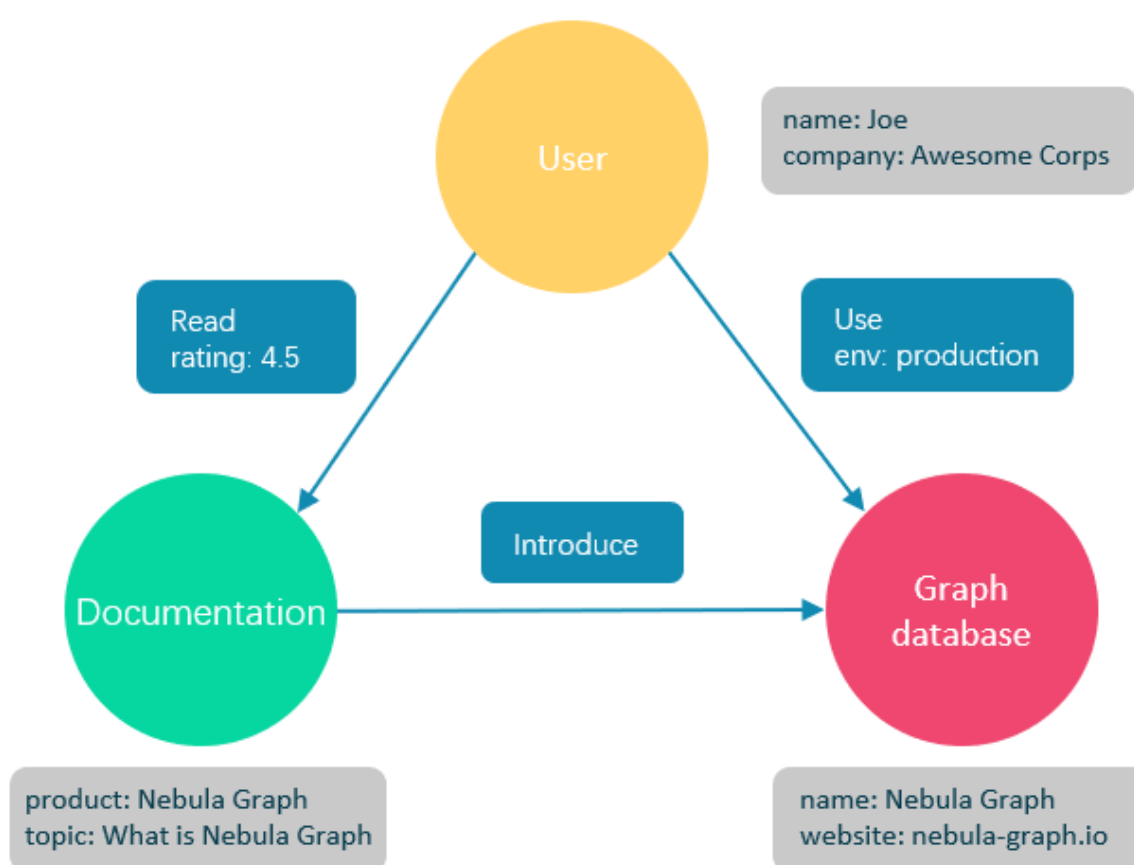 User
name: Joe
company: Awesome Corps
Read
rating: 4.5
Use
env: production
Introduce
Documentation
Graph
database
product: Nebula Graph
topic: What is Nebula Graph
name: Nebula Graph
website: nebula-graph.io